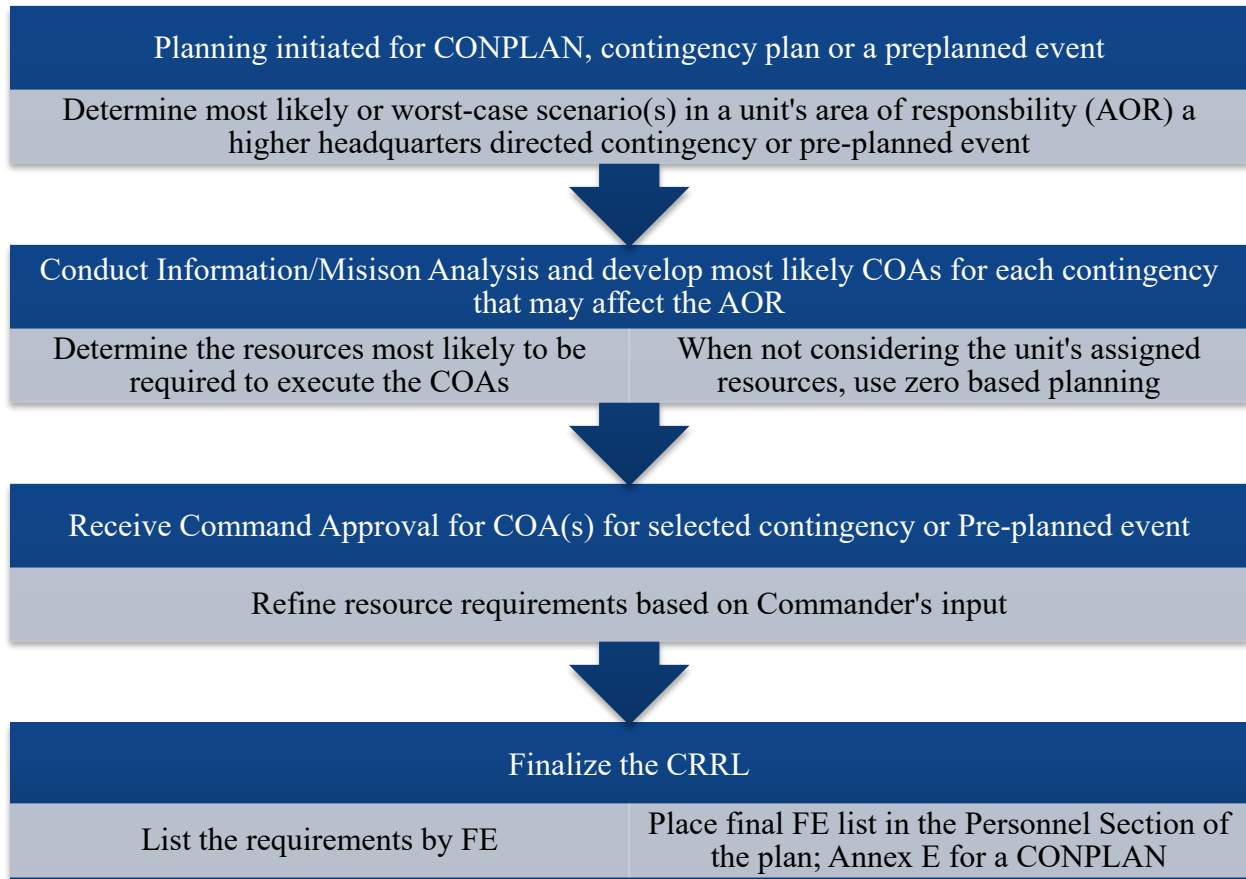 Planning initiated for CONPLAN, contingency plan or a preplanned event
Determine most likely or worst-case scenario(s) in a unit's area of responsbility (AOR) a
higher headquarters directed contingency or pre-planned event
Conduct Information/Misison Analysis and develop most likely COAs for each contingency
that may affect the AOR
Determine the resources most likely to be
required to execute the COAs
When not considering the unit's assigned
resources, use zero based planning
Receive Command Approval for COA(s) for selected contingency or Pre-planned event
Refine resource requirements based on Commander's input
Finalize the CRRL
List the requirements by FE
Place final FE list in the Personnel Section of
the plan; Annex E for a CONPLAN